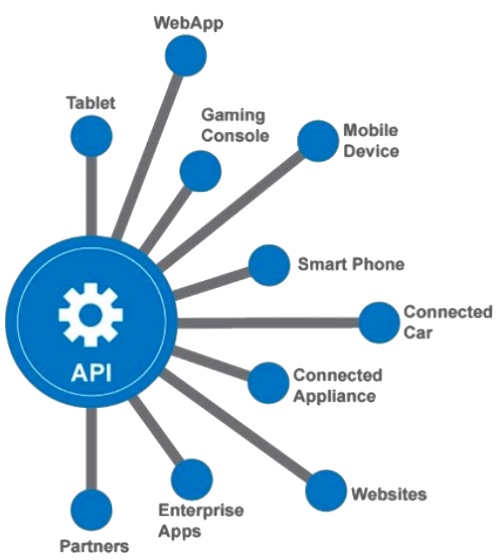 WebApp
Tablet
Gaming
Console
Mobile
Device
Smart Phone
Connected
Car
API
Connected
Appliance
Websites
Enterprise
Apps
Partners